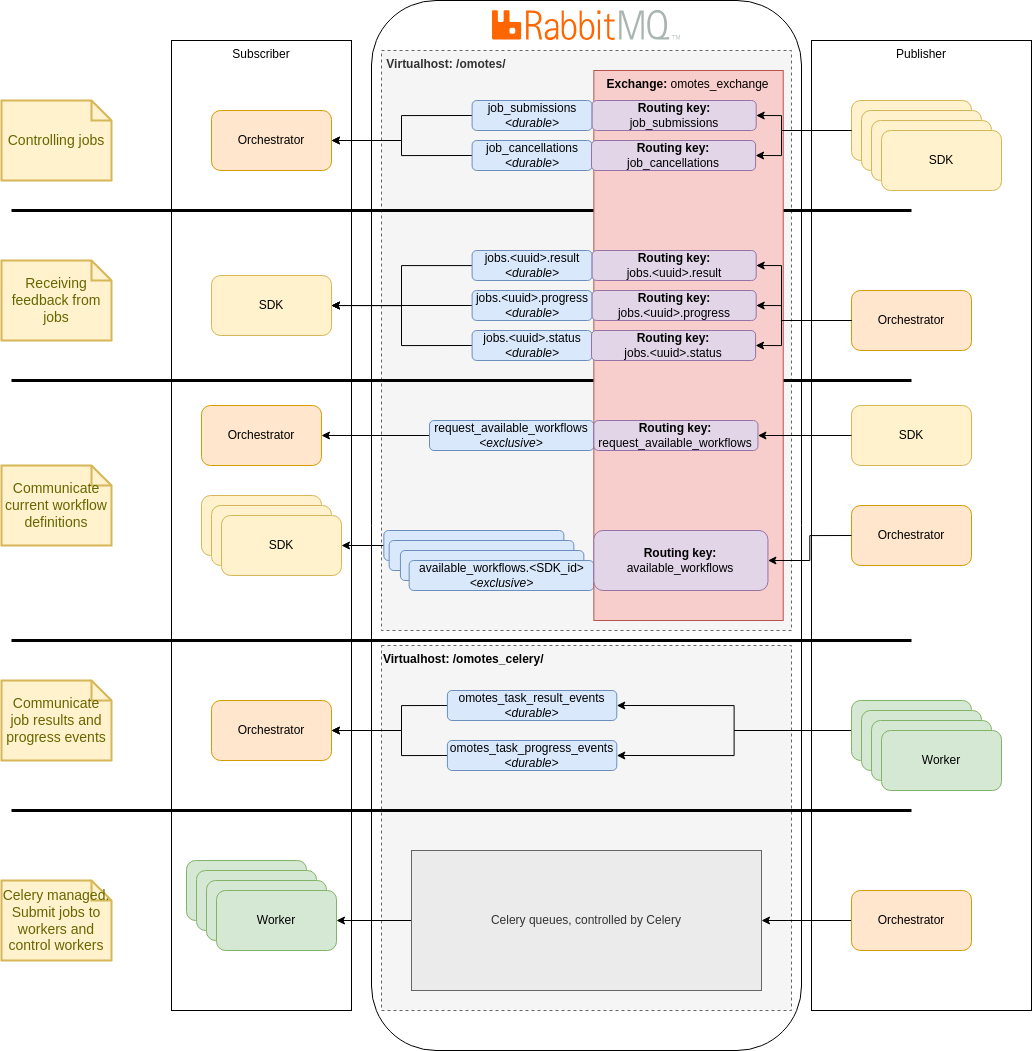 RabbitMQ
TM
Subscriber
Publisher
Virtualhost: /omotes/
Exchange: omotes_exchange
Controlling jobs
Orchestrator
job_submissions
<durable>
Routing key:
job_submissions
job_cancellations
<durable>
Routing key:
job_cancellations
SDK
Receiving
feedback from
jobs
SDK
jobs.<uuid>.result
<durable>
Routing key:
jobs.<uuid>.result
jobs.<uuid>.progress
<durable>
Routing key:
jobs.<uuid>.progress
jobs.<uuid>.status
<durable>
Routing key:
jobs.<uuid>.status
Orchestrator
Communicate
current workflow
definitions
Orchestrator
request_available_workflows
<exclusive>
Routing key:
request_available_workflows
SDK
SDK
available_workflows.<SDK_id>
<exclusive>
Routing key:
available_workflows
Orchestrator
Virtualhost: /omotes_celery/
Communicate
job results and
progress events
Orchestrator
omotes_task_result_events
<durable>
omotes_task_progress_events
<durable>
Worker
Celery managed,
Submit jobs to
workers and
control workers
Worker
Celery queues, controlled by Celery
Orchestrator